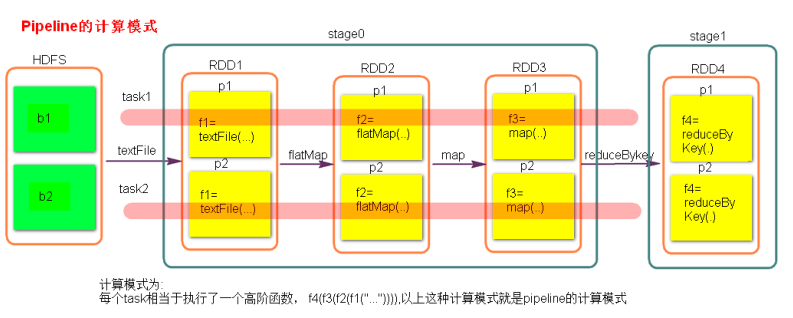 Pipeline的计算模式
stage0
stage1
HDFS
RDD1
RDD2
RDD3
RDD4
p1
p1
p1
p1
b1
task1
f1=
textFile(...)
f2=
flatMap(..)
f3=
map(..)
f4=
reduceBy
Key(.)
textFile
flatMap
map
reduceBykey
p2
p2
p2
p2
b2
task2
f1=
textFile(...)
f2=
flatMap(..)
f3=
map(..)
f4=
reduceBy
Key(.)
计算模式为:
每个task相当于执行了一个高阶函数， f4(f3(f2(f1("...")))),以上这种计算模式就是pipeline的计算模式